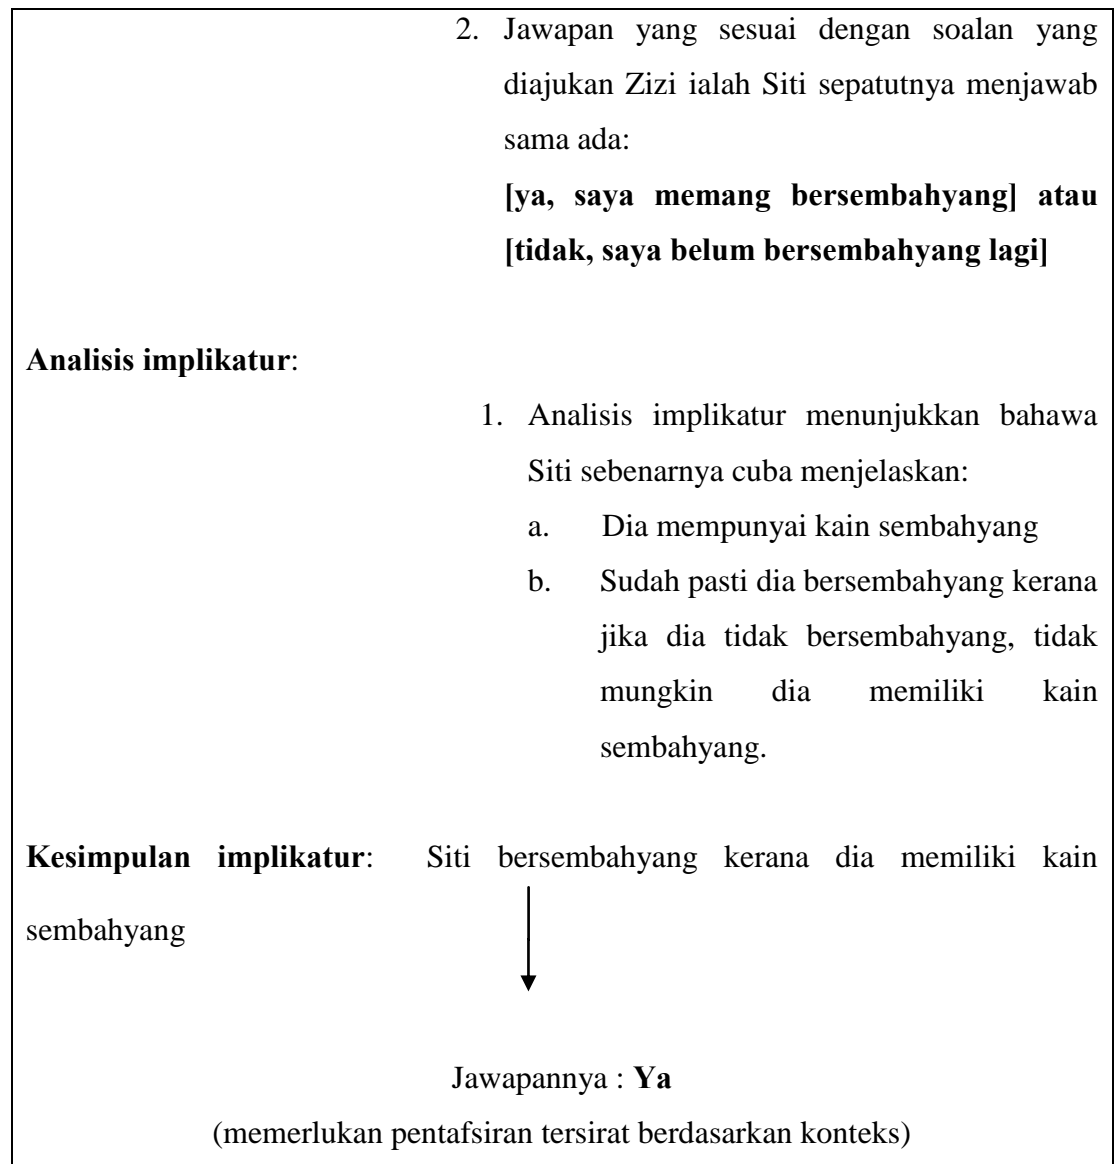 2. Jawapan yang sesuai dengan soalan yang
diajukan Zizi ialah Siti sepatutnya menjawab
sama ada:
[ya, saya memang bersembahyang] atau
[tidak, saya belum bersembahyang lagi]
Analisis implikatur:
1. Analisis implikatur menunjukkan bahawa
Siti sebenarnya cuba menjelaskan:
a. Dia mempunyai kain sembahyang
b. Sudah pasti dia bersembahyang kerana
jika dia tidak bersembahyang, tidak
mungkin dia memiliki kain
sembahyang.
Kesimpulan implikatur: Siti bersembahyang kerana dia memiliki kain
sembahyang
Jawapannya : Ya
(memerlukan pentafsiran tersirat berdasarkan konteks)